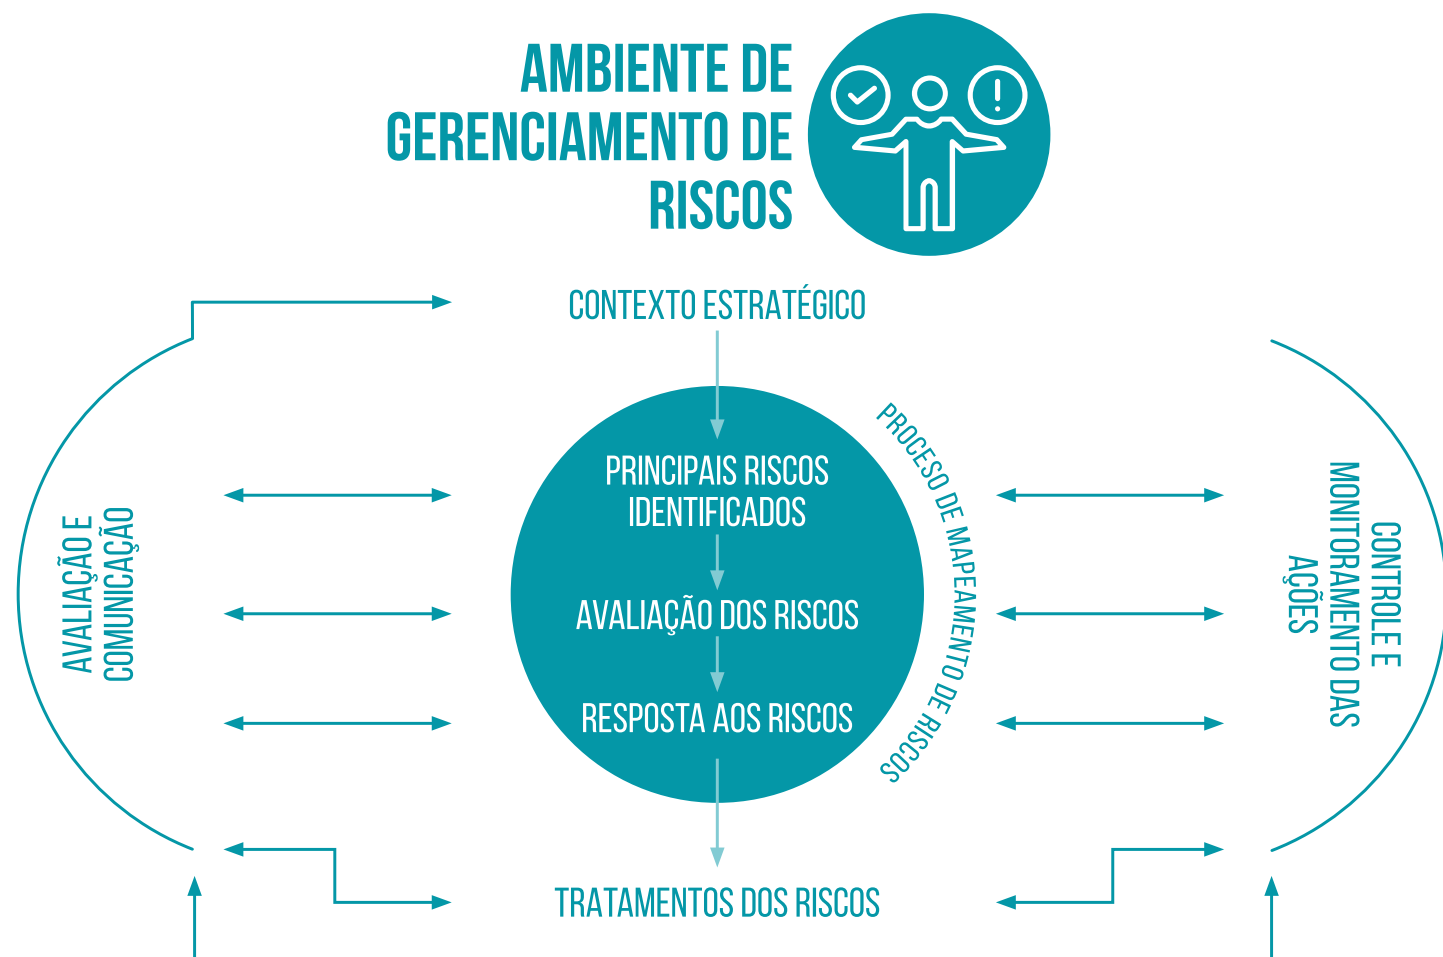 AMBIENTE DE
GERENCIAMENTO DE
RISCOS
CONTEXTO ESTRATÉGICO
PRINCIPAIS RISCOS
IDENTIFICADOS
AVALIAÇÃO DOS RISCOS
RESPOSTA AOS RISCOS
PROCESO DE MAPEAMENTO DE RISCOS
AVALIAÇÃO E
COMUNICAÇÃO
CONTROLE E
MONITORAMENTO DAS
AÇÕES
TRATAMENTOS DOS RISCOS